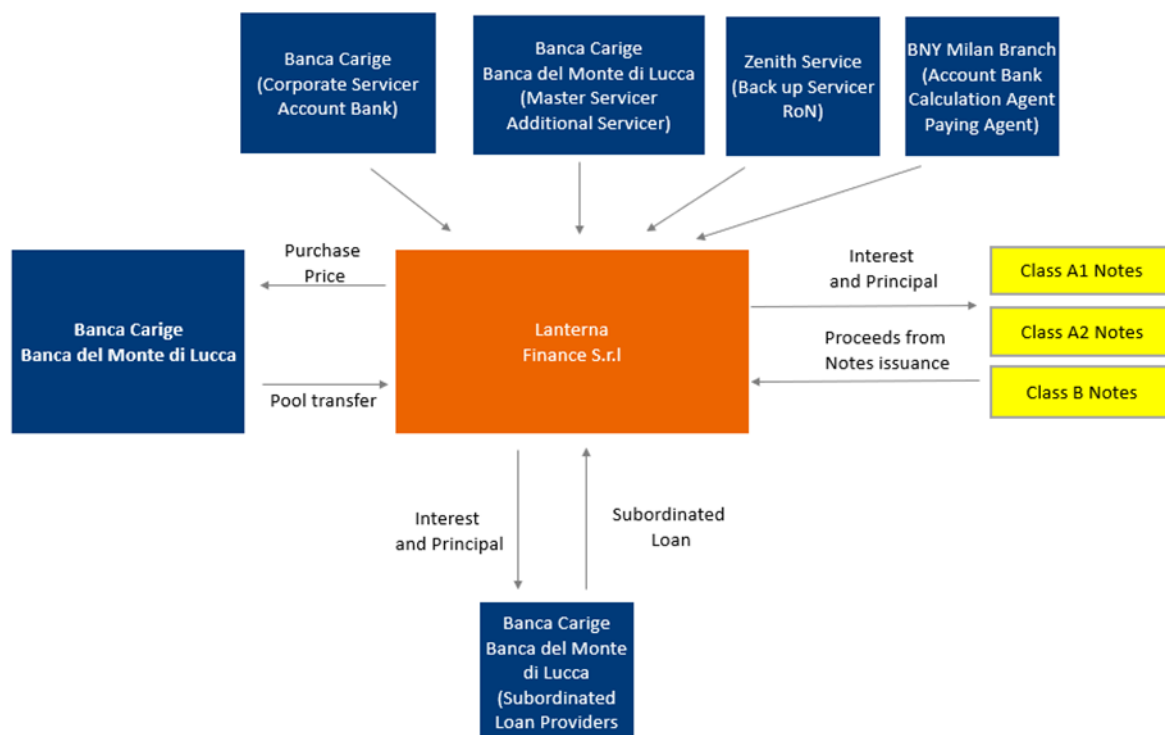 Banca Carige
(Corporate Servicer
Account Bank)
Banca Carige
Banca del Monte di Lucca
(Master Servicer
Additional Servicer)
Zenith Service
(Back up Servicer
RoN)
BNY Milan Branch
(Account Bank
Calculation Agent
Paying Agent)
Banca Carige
Banca del Monte di Lucca
Purchase
Price
Pool transfer
Lanterna
Finance S.r.l
Interest
and Principal
Proceeds from
Notes issuance
Class A1 Notes
Class A2 Notes
Class B Notes
Interest
and Principal
Subordinated
Loan
Banca Carige
Banca del Monte
di Lucca
(Subordinated
Loan Providers